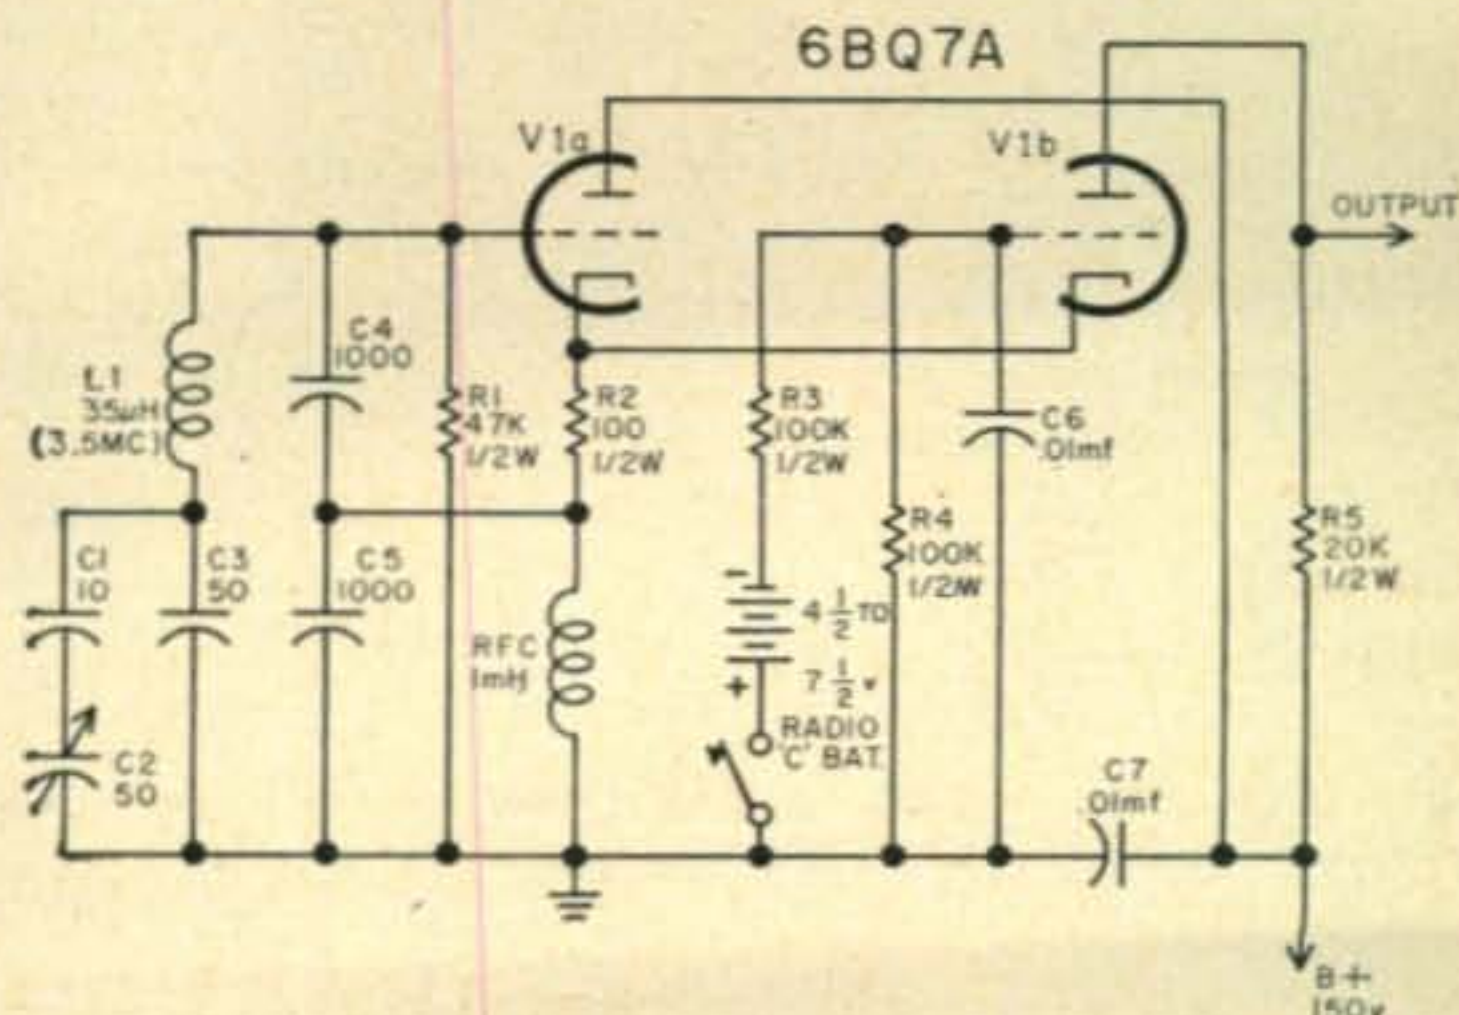 6BQ7A
V1a
V1b
OUTPUT
C4
1000
L1
35uH
(3.5MC)
R1
47K
1/2W
R2
100
1/2W
R3
100K
1/2W
C6
.01mf
C1
10
C3
50
C5
1000
R4
100K
1/2W
R5
20K
1/2W
RFC
1mH
-
4 1/2 TO
7 1/2 v
+
RADIO
'C' BAT.
C2
50
C7
.01mf
B+
150v